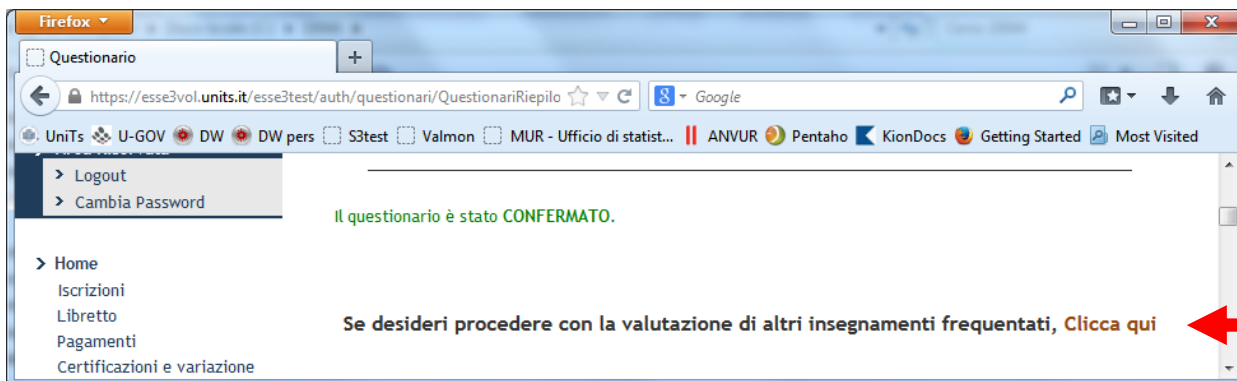 Firefox
Questionario
https://esse3vol.units.it/esse3test/auth/questionari/QuestionariRiepilo
Google
UniTs U-GOV DW DW pers S3test Valmon MUR - Ufficio di statist... ANVUR Pentaho KionDocs Getting Started Most Visited
Logout
Cambia Password
Il questionario è stato CONFERMATO.
Home
Iscrizioni
Libretto
Se desideri procedere con la valutazione di altri insegnamenti frequentati, Clicca qui
Pagamenti
Certificazioni e variazione